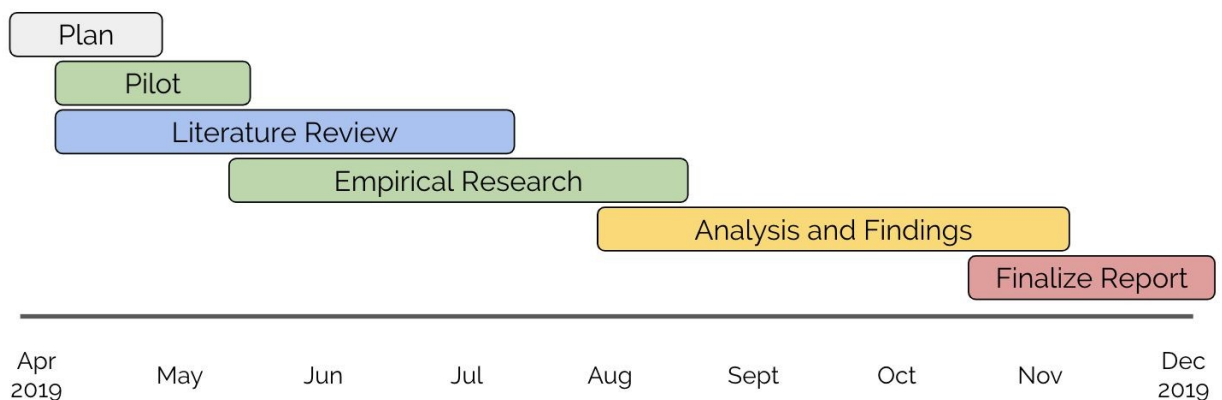 Plan
Pilot
Literature Review
Empirical Research
Analysis and Findings
Finalize Report
Apr
2019
May
Jun
Jul
Aug
Sept
Oct
Nov
Dec
2019